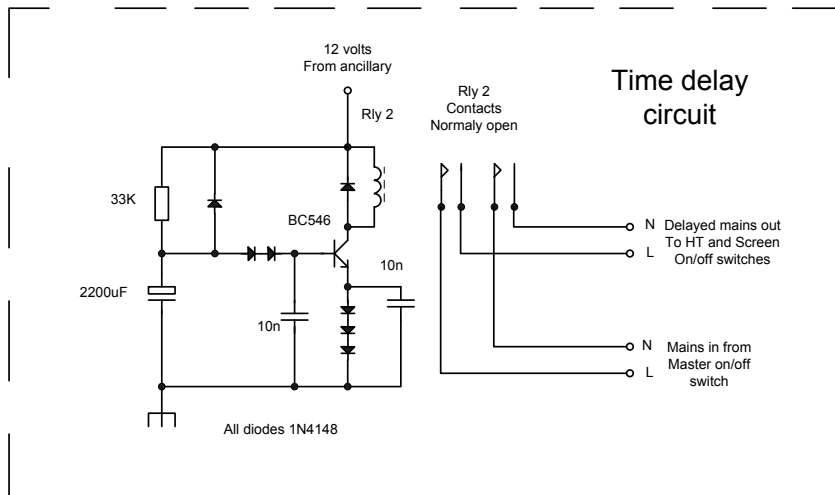 12 volts
From ancillary
Rly 2
Rly 2
Contacts
Normaly open
Time delay
circuit
33K
BC546
10n
2200uF
10n
N
Delayed mains out
To HT and Screen
L
On/off switches
N
Mains in from
Master on/off
L
switch
All diodes 1N4148